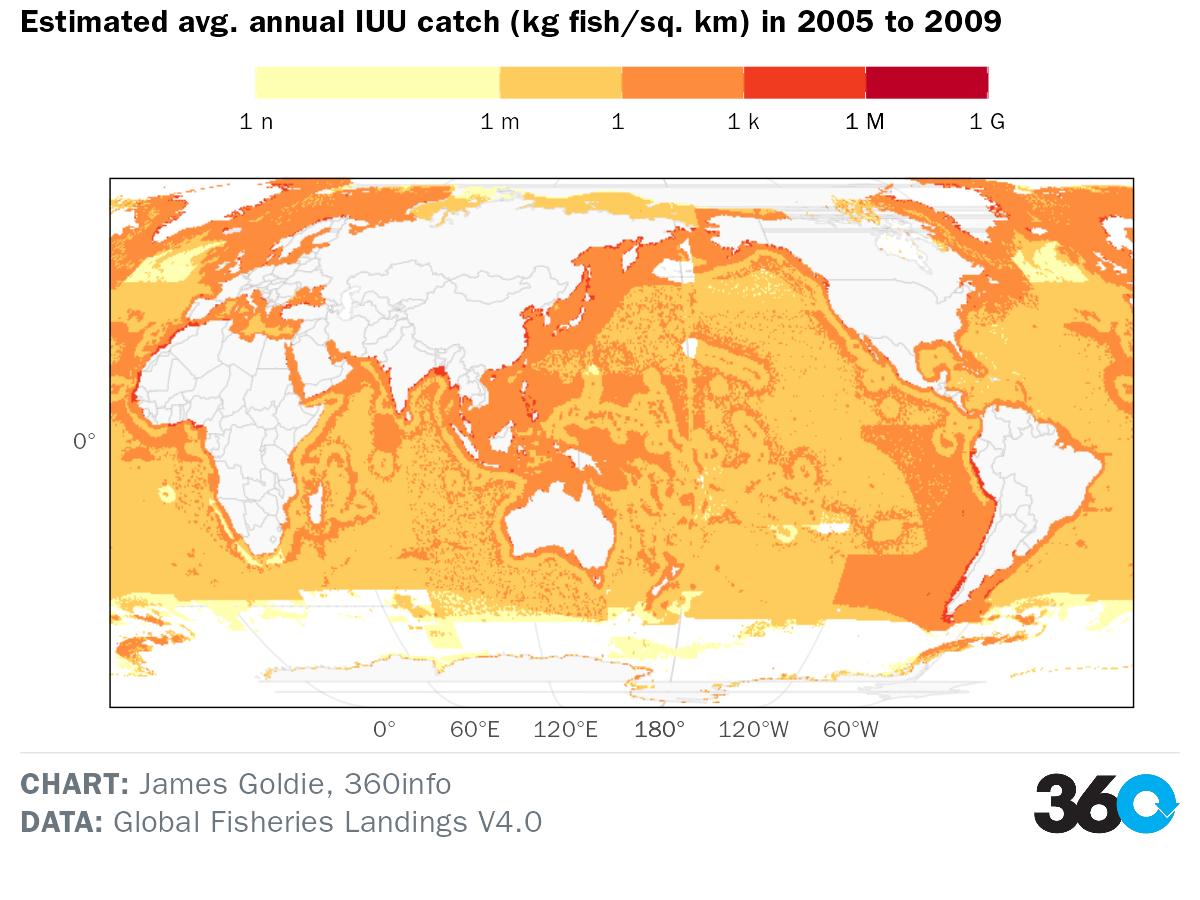 Estimated avg. annual IUU catch (kg fish/sq. km) in 2005 to 2009
1 n 1 m 1 1 k 1 M 1 G
0°
0° 60°E 120°E 180° 120°W 60°W
CHART: James Goldie, 360info
DATA: Global Fisheries Landings V4.0
360